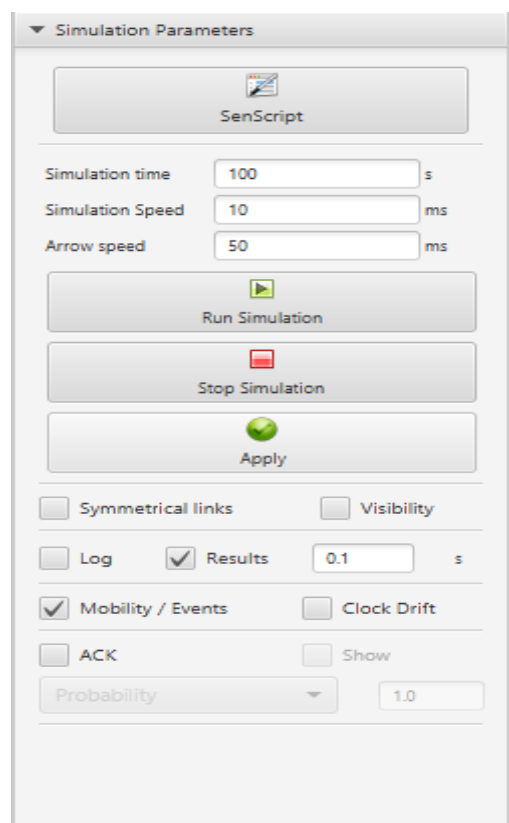 Simulation Parameters
SenScript
Simulation time 100 s
Simulation Speed 10 ms
Arrow speed 50 ms
Run Simulation
Stop Simulation
Apply
Symmetrical links Visibility
Log Results 0.1 s
Mobility / Events Clock Drift
ACK Show
Probability 1.0